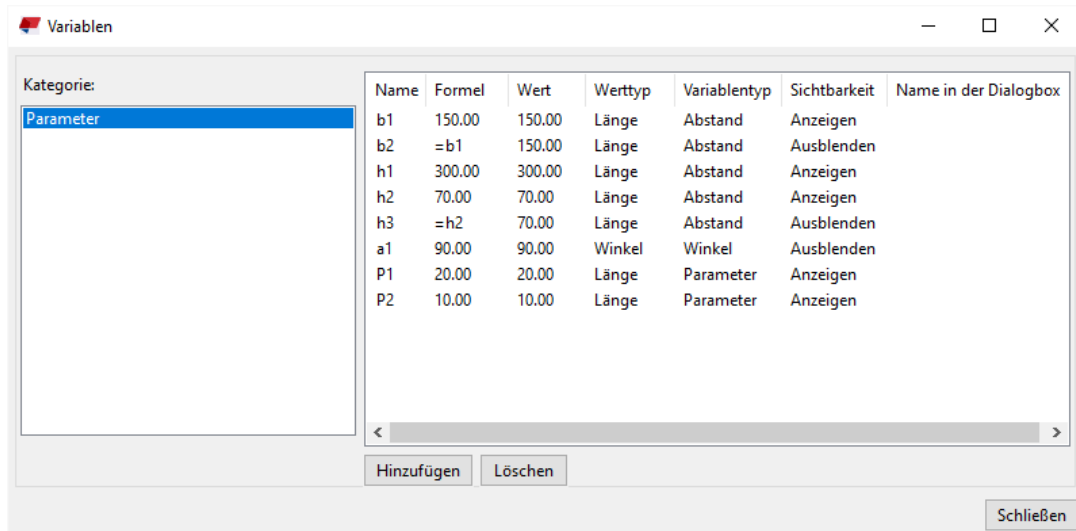 Variablen
Kategorie:
Parameter
Name Formel Wert Werttyp Variablentyp Sichtbarkeit Name in der Dialogbox
b1 150.00 150.00 Länge Abstand Anzeigen
b2 =b1 150.00 Länge Abstand Ausblenden
h1 300.00 300.00 Länge Abstand Anzeigen
h2 70.00 70.00 Länge Abstand Anzeigen
h3 =h2 70.00 Länge Abstand Ausblenden
a1 90.00 90.00 Winkel Winkel Ausblenden
P1 20.00 20.00 Länge Parameter Anzeigen
P2 10.00 10.00 Länge Parameter Anzeigen
Hinzufügen Löschen
Schließen